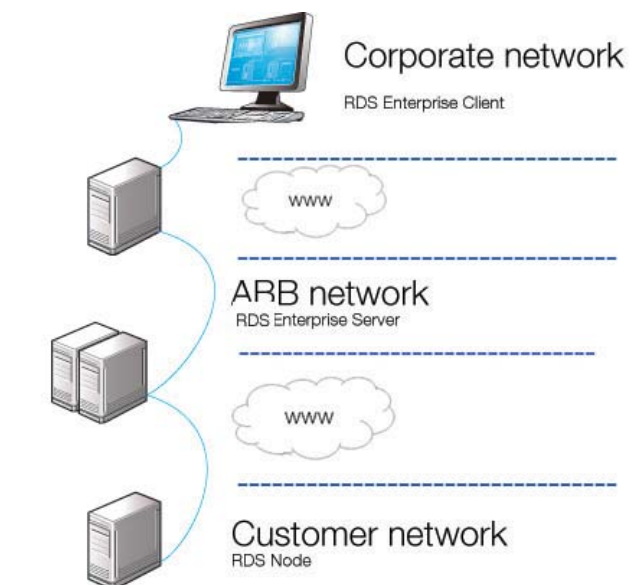 Corporate network
RDS Enterprise Client
www
ARB network
RDS Enterprise Server
www
Customer network
RDS Node